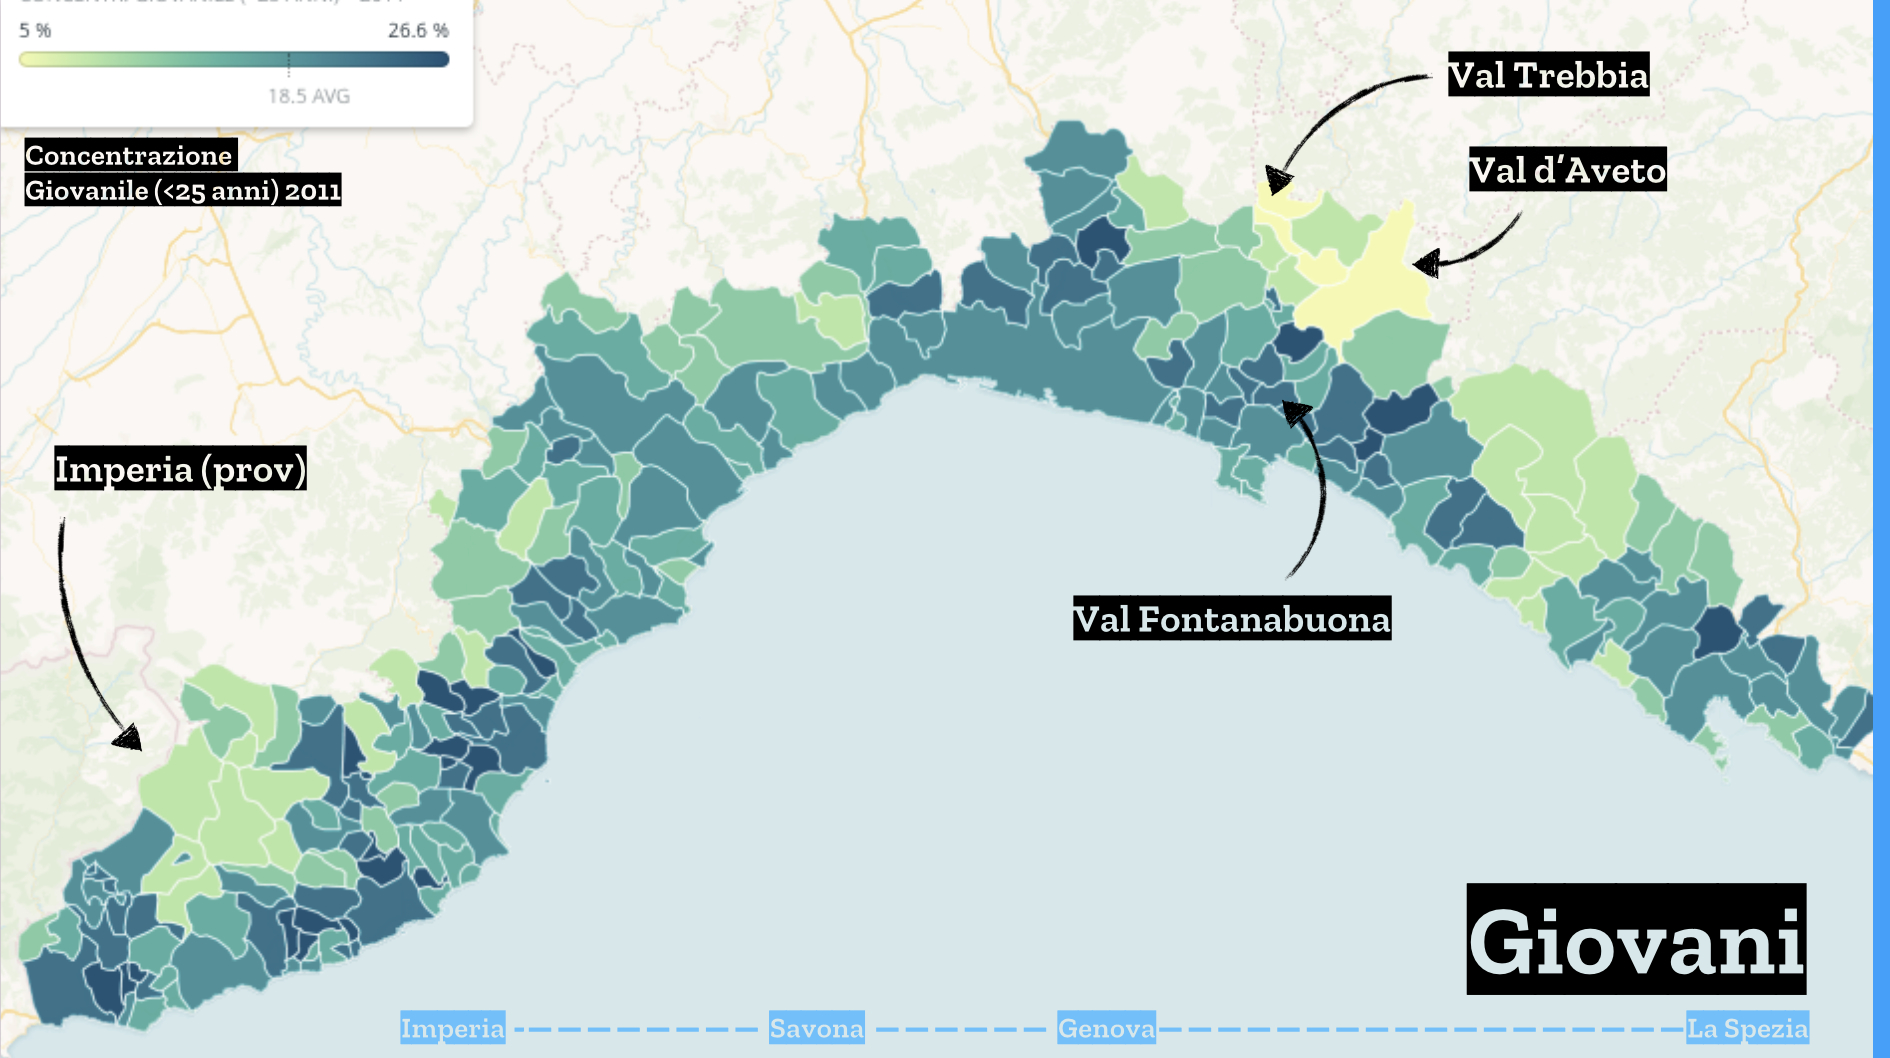 5 %
26.6 %
18.5 AVG
Concentrazione
Giovanile (<25 anni) 2011
Val Trebbia
Val d'Aveto
Imperia (prov)
Val Fontanabuona
Giovani
Imperia
Savona
Genova
La Spezia